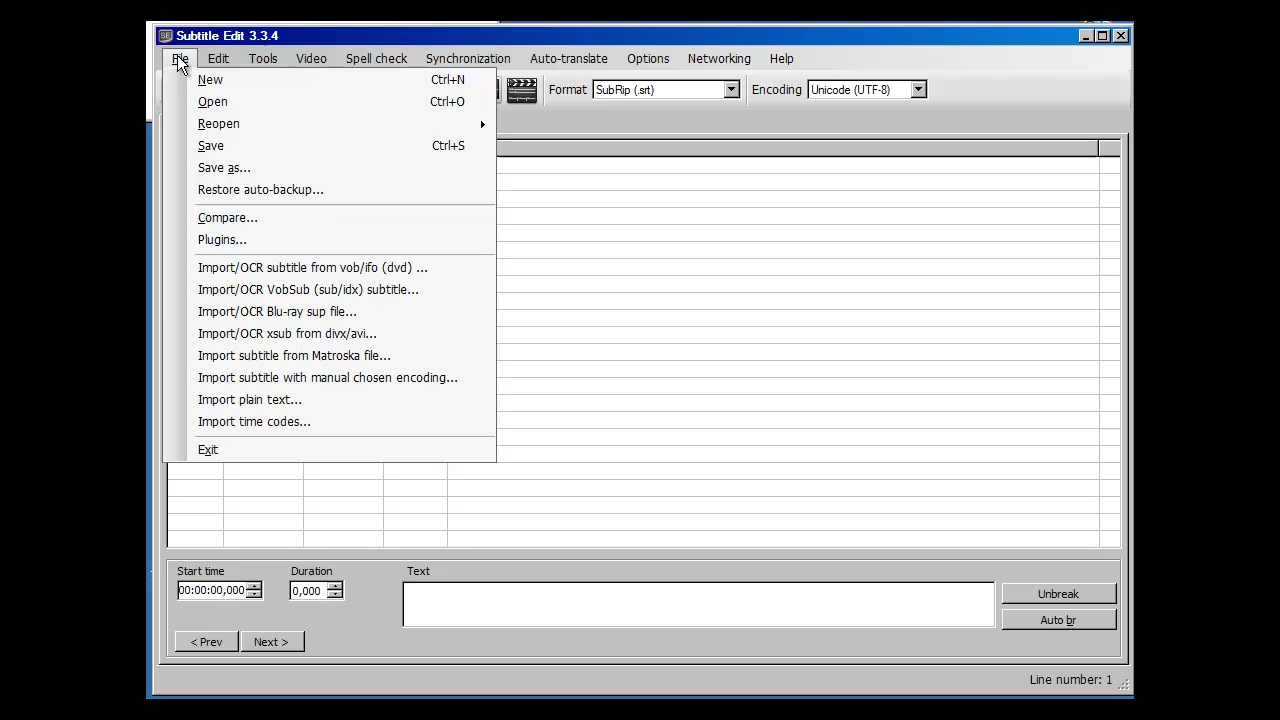 Subtitle Edit 3.3.4
File Edit Tools Video Spell check Synchronization Auto-translate Options Networking Help
New Ctrl+N
Open Ctrl+O
Reopen
Save Ctrl+S
Save as...
Restore auto-backup...
Compare...
Plugins...
Import/OCR subtitle from vob/ifo (dvd) ...
Import/OCR VobSub (sub/idx) subtitle...
Import/OCR Blu-ray sup file...
Import/OCR xsub from divx/avi...
Import subtitle from Matroska file...
Import subtitle with manual chosen encoding...
Import plain text...
Import time codes...
Exit
Format SubRip (.srt) Encoding Unicode (UTF-8)
Start time Duration Text
00:00:00,000 0,000
Unbreak
Auto br
< Prev Next >
Line number: 1